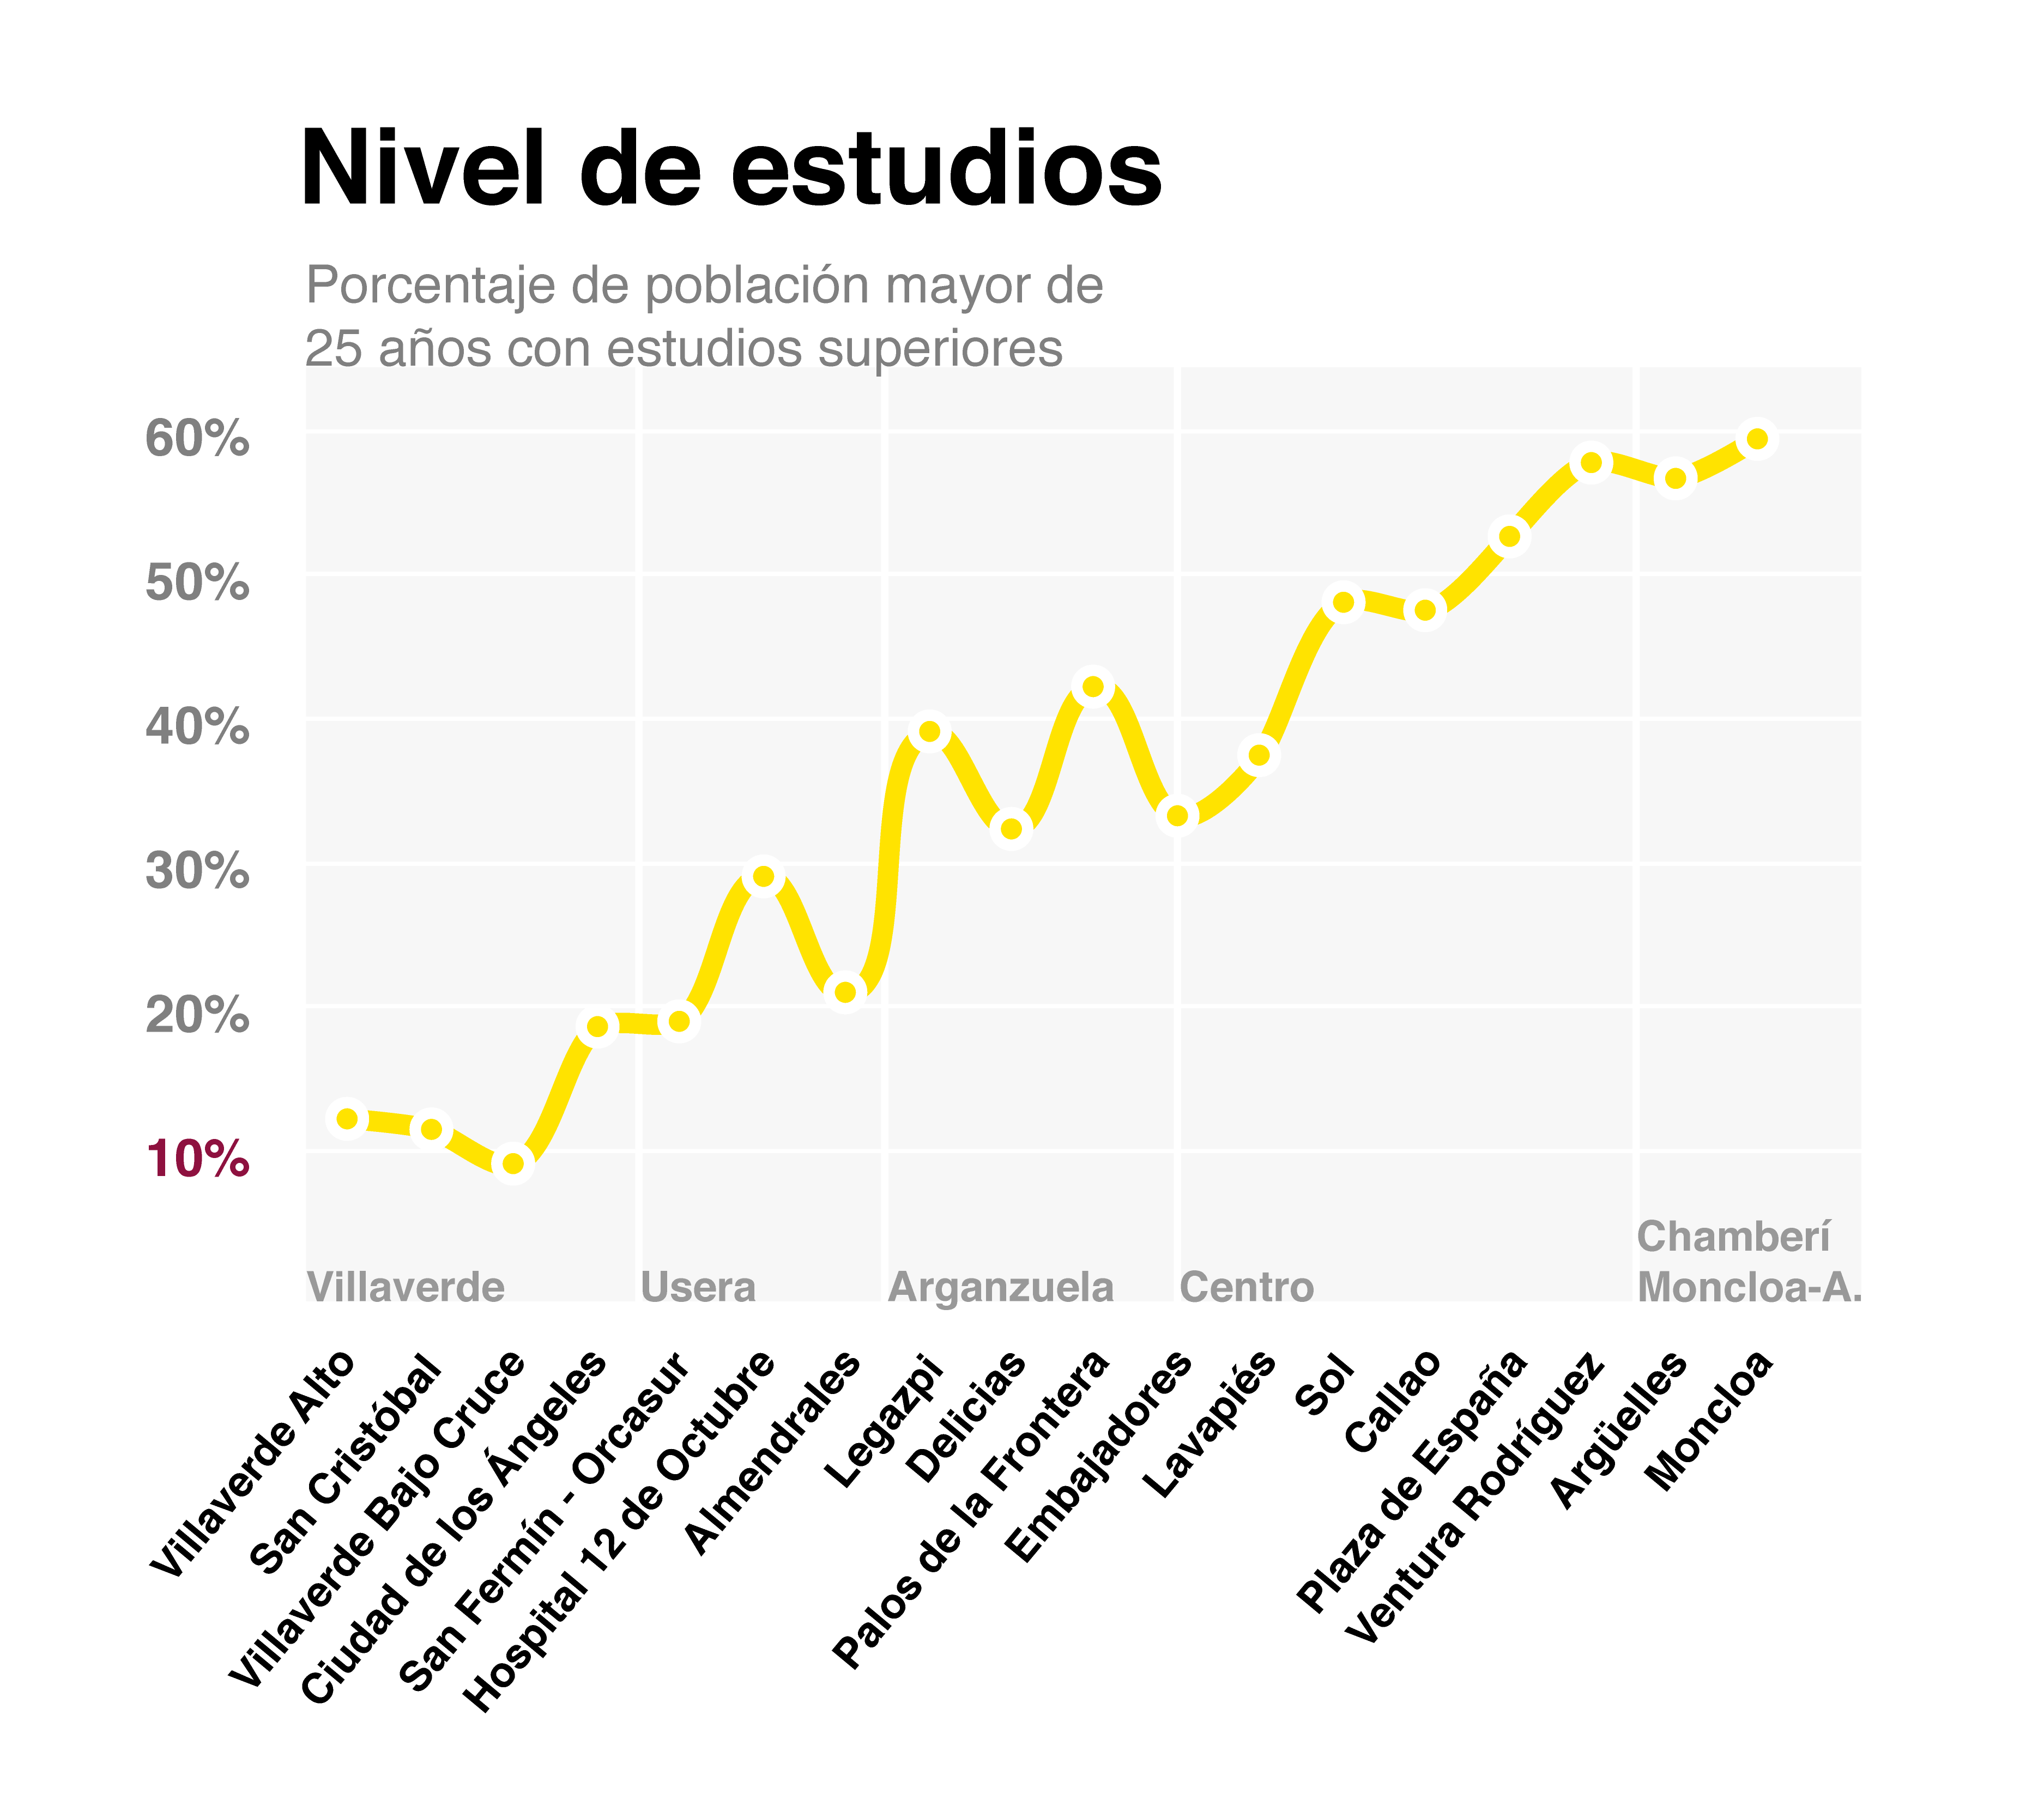 Nivel de estudios
Porcentaje de población mayor de
25 años con estudios superiores
60%
50%
40%
30%
20%
10%
Villaverde
Usera
Arganzuela
Centro
Chamberí
Moncloa-A.
Villaverde Alto
San Cristóbal
Villaverde Bajo Cruce
Ciudad de los Ángeles
San Fermín - Orcasur
Hospital 12 de Octubre
Almendrales
Legazpi
Delicias
Palos de la Frontera
Embajadores
Lavapiés
Sol
Callao
Plaza de España
Ventura Rodríguez
Argüelles
Moncloa